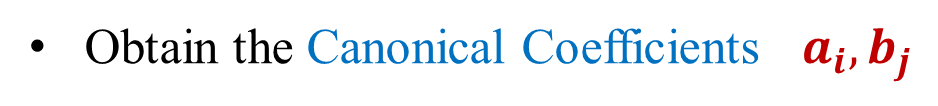 • Obtain the Canonical Coefficients a_i, b_j